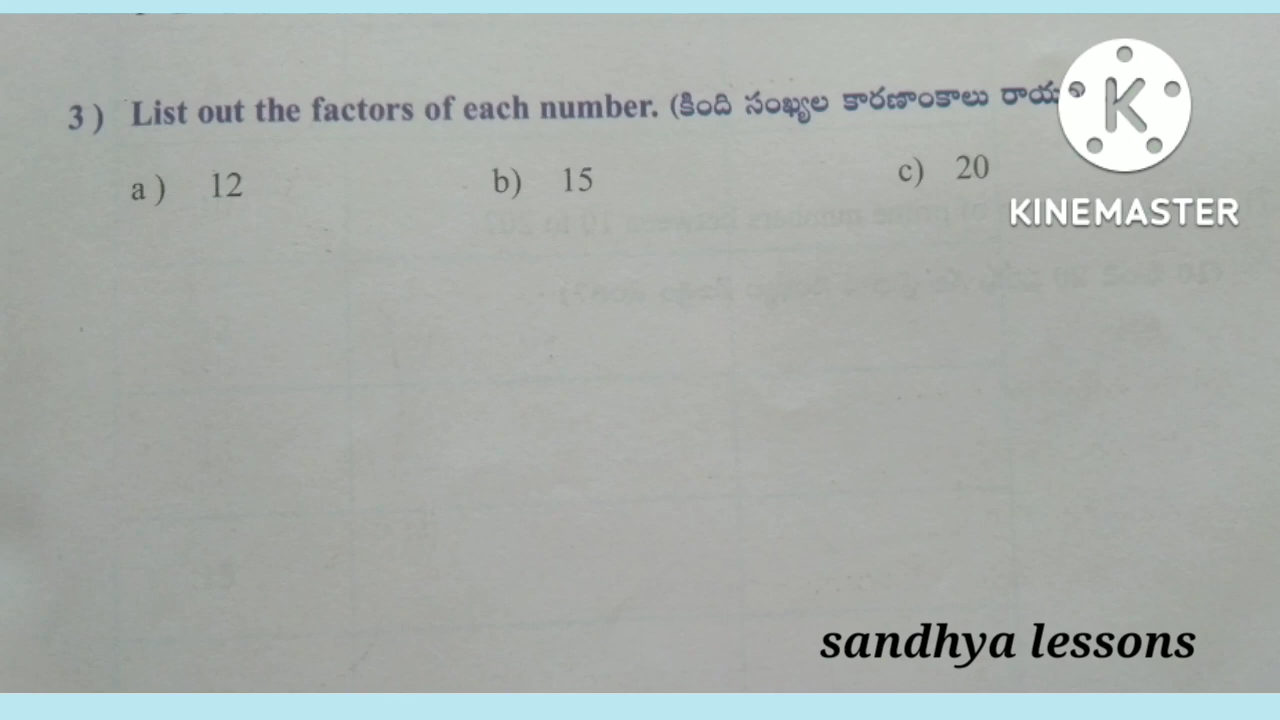 3 ) List out the factors of each number. (కింది సంఖ్యల కారణాంకాలు
a ) 12 b) 15 c) 20
KINEMASTER
sandhya lessons